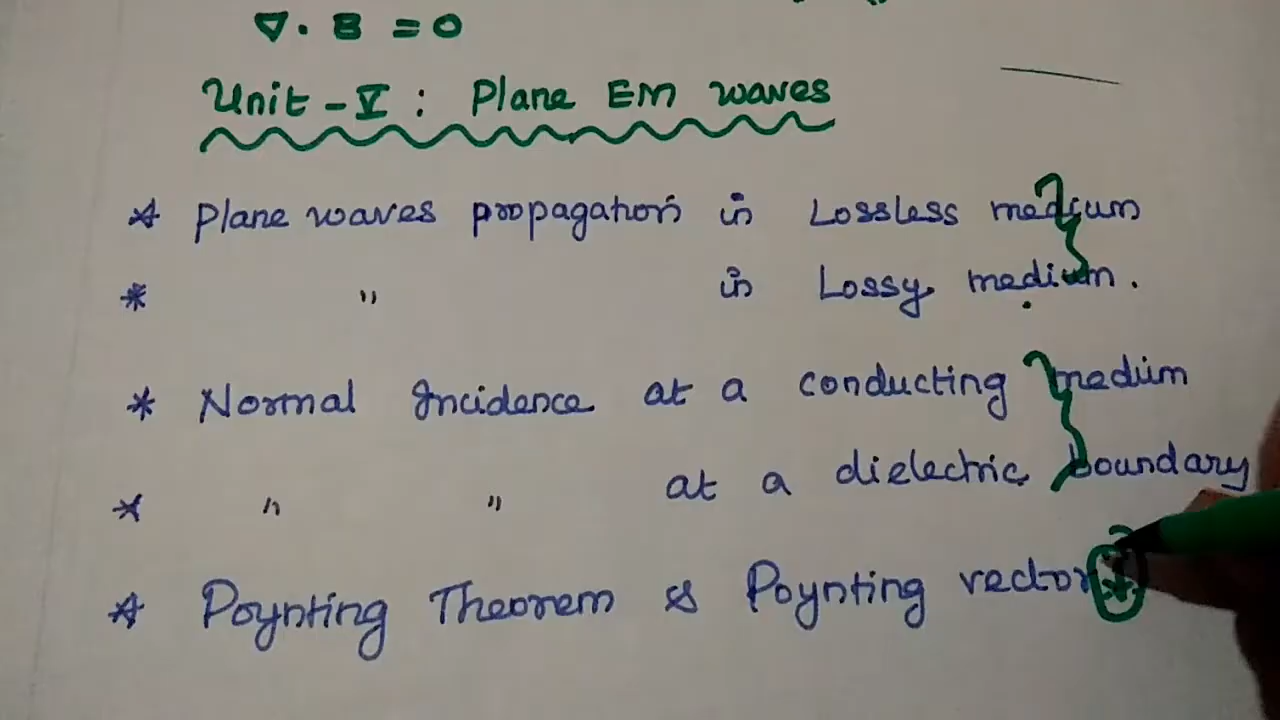 ∇. B = 0
Unit-V : Plane EM waves
* Plane waves propagation in Lossless medium
* " in Lossy medium.
* Normal Incidence at a conducting medium
* " " at a dielectric boundary
* Poynting Theorem & Poynting vector